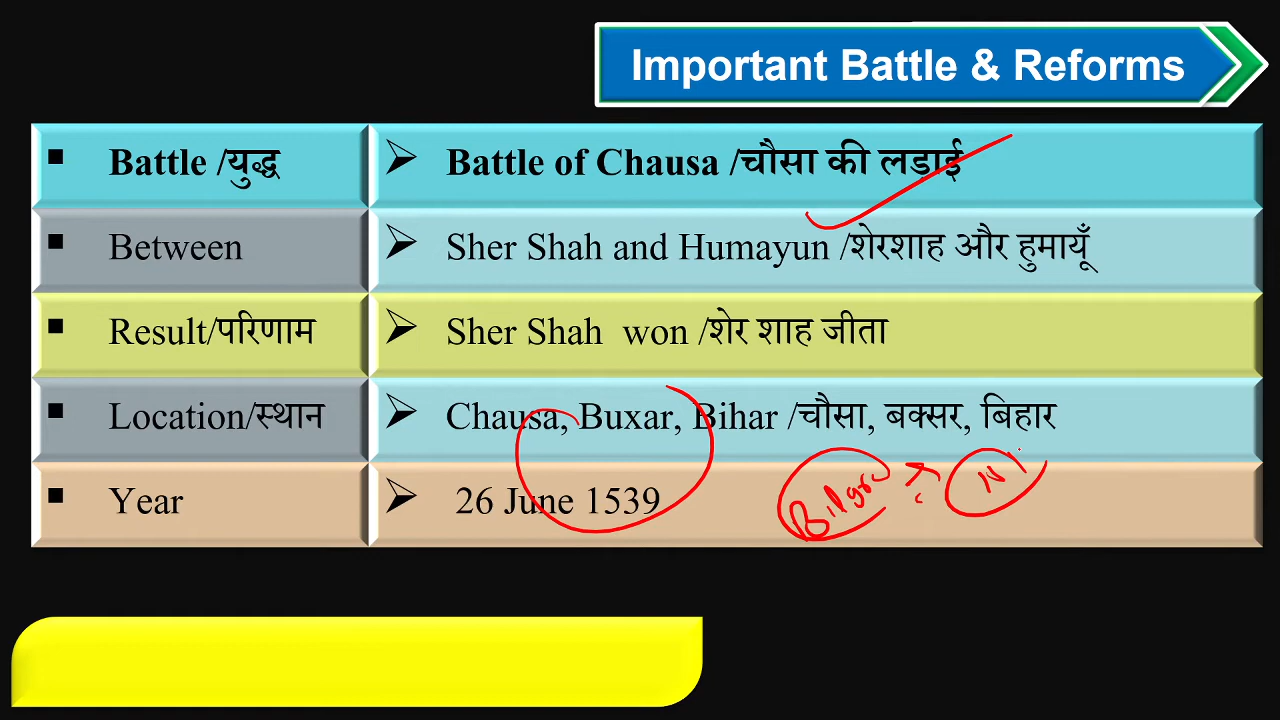 Important Battle & Reforms
▪ Battle /युद्ध ➢ Battle of Chausa /चौसा की लड़ाई
▪ Between ➢ Sher Shah and Humayun /शेरशाह और हुमायूँ
▪ Result/परिणाम ➢ Sher Shah won /शेर शाह जीता
▪ Location/स्थान ➢ Chausa, Buxar, Bihar /चौसा, बक्सर, बिहार
▪ Year ➢ 26 June 1539